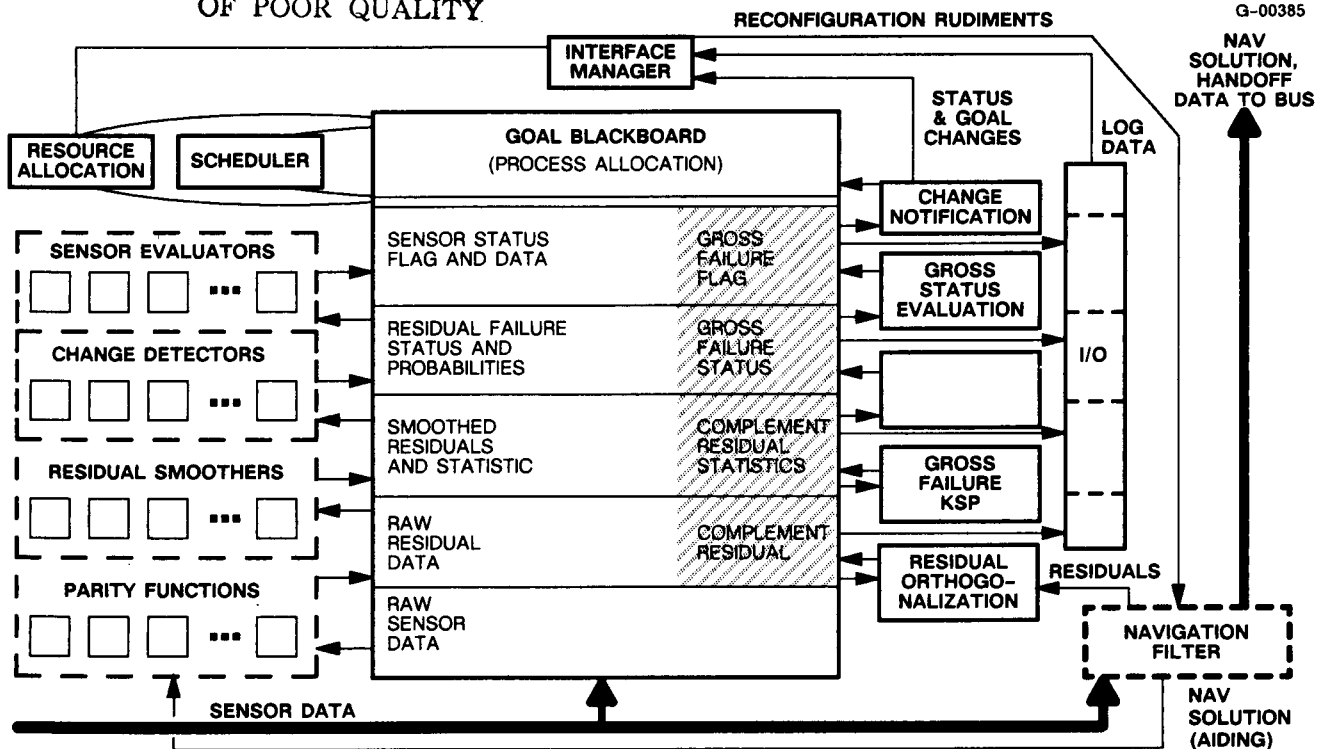 OF POOR QUALITY
G-00385
RECONFIGURATION RUDIMENTS
INTERFACE
MANAGER
NAV
SOLUTION,
HANDOFF
DATA TO BUS
STATUS
& GOAL
CHANGES
LOG
DATA
RESOURCE
ALLOCATION
SCHEDULER
GOAL BLACKBOARD
(PROCESS ALLOCATION)
CHANGE
NOTIFICATION
SENSOR EVALUATORS
SENSOR STATUS
FLAG AND DATA
GROSS
FAILURE
FLAG
GROSS
STATUS
EVALUATION
CHANGE DETECTORS
RESIDUAL FAILURE
STATUS AND
PROBABILITIES
GROSS
FAILURE
STATUS
I/O
RESIDUAL SMOOTHERS
SMOOTHED
RESIDUALS
AND STATISTIC
COMPLEMENT
RESIDUAL
STATISTICS
GROSS
FAILURE
KSP
PARITY FUNCTIONS
RAW
RESIDUAL
DATA
COMPLEMENT
RESIDUAL
RESIDUAL
ORTHOGO-
NALIZATION
RESIDUALS
RAW
SENSOR
DATA
NAVIGATION
FILTER
SENSOR DATA
NAV
SOLUTION
(AIDING)